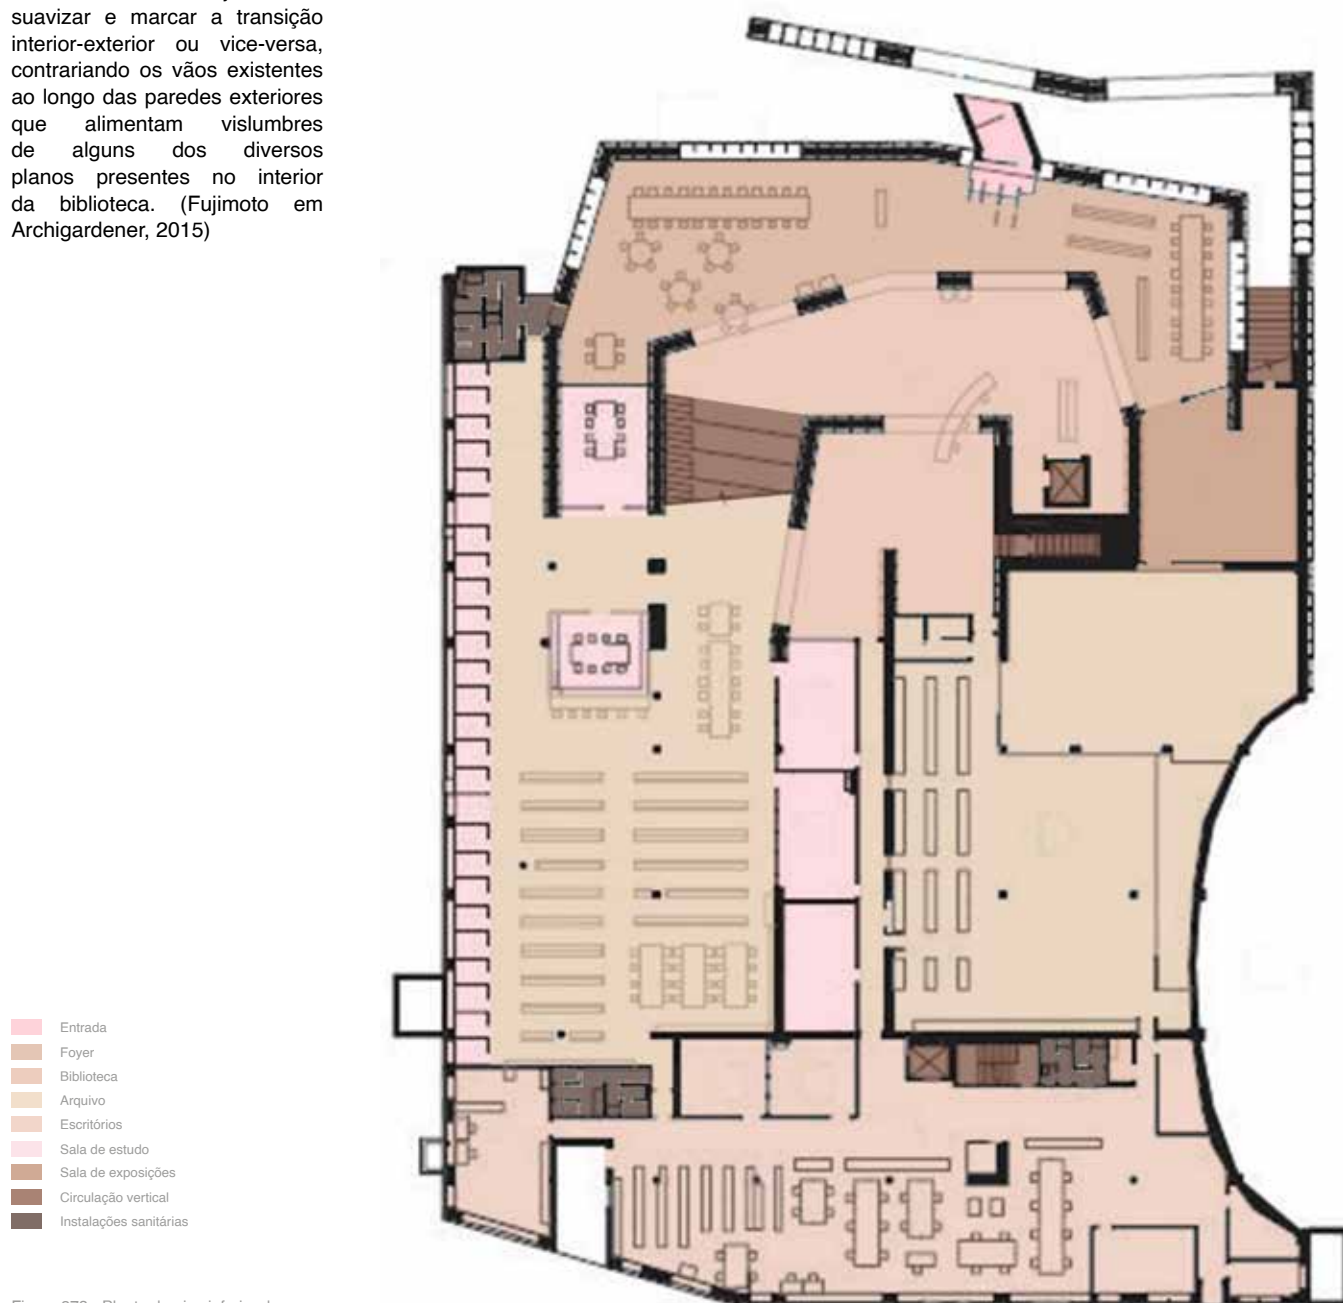 suavizar e marcar a transição
interior-exterior ou vice-versa,
contrariando os vãos existentes
ao longo das paredes exteriores
que alimentam vislumbres
de alguns dos diversos
planos presentes no interior
da biblioteca. (Fujimoto em
Archigardener, 2015)
Entrada
Foyer
Biblioteca
Arquivo
Escritórios
Sala de estudo
Sala de exposições
Circulação vertical
Instalações sanitárias